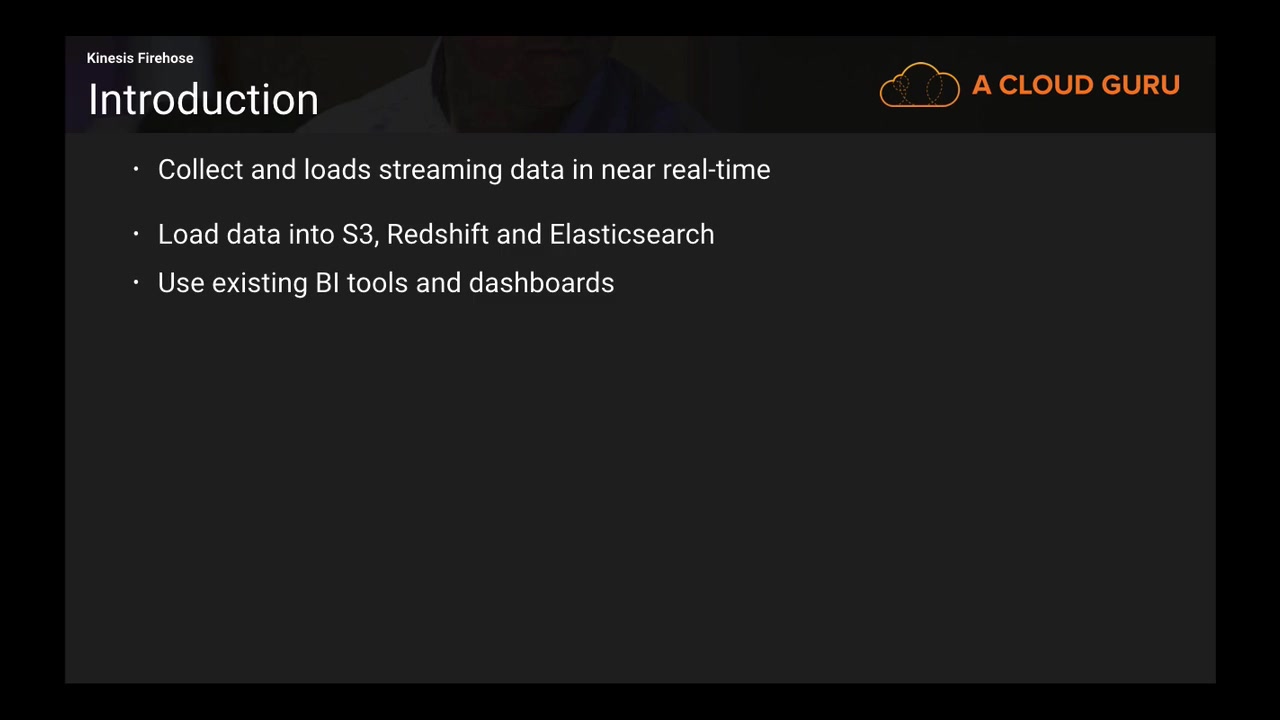 Kinesis Firehose
Introduction
A CLOUD GURU
• Collect and loads streaming data in near real-time
• Load data into S3, Redshift and Elasticsearch
• Use existing BI tools and dashboards